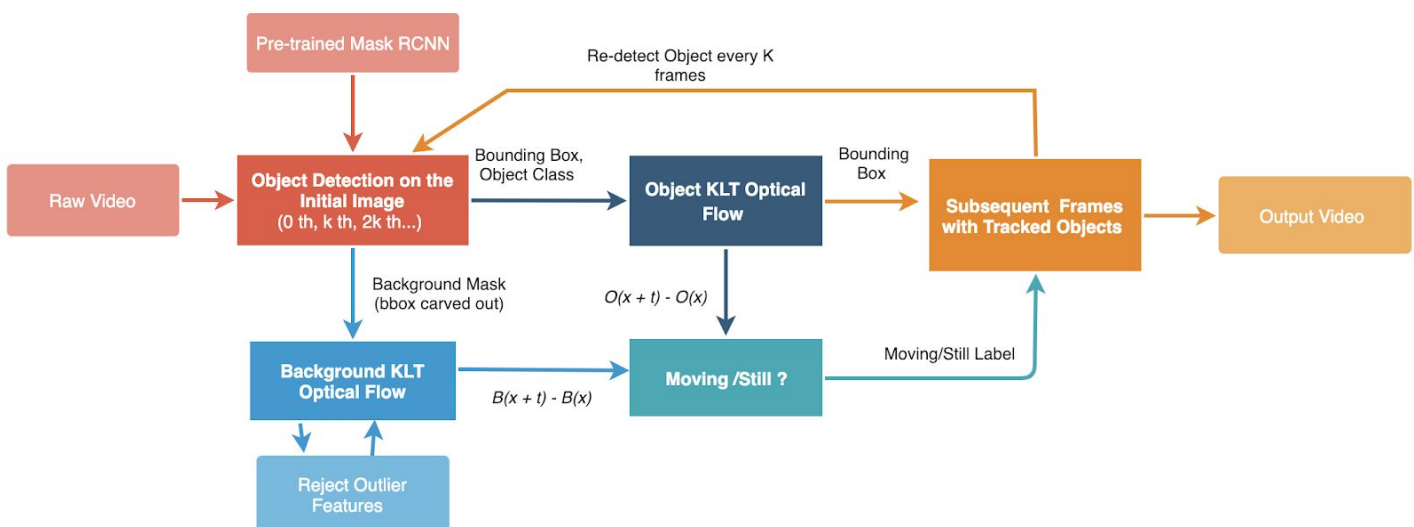 Pre-trained Mask RCNN
Re-detect Object every K
frames
Raw Video
Object Detection on the
Initial Image
(0 th, k th, 2k th...)
Bounding Box,
Object Class
Object KLT Optical
Flow
Bounding
Box
Subsequent Frames
with Tracked Objects
Output Video
Background Mask
(bbox carved out)
O(x + t) - O(x)
Background KLT
Optical Flow
B(x + t) - B(x)
Moving /Still ?
Moving/Still Label
Reject Outlier
Features